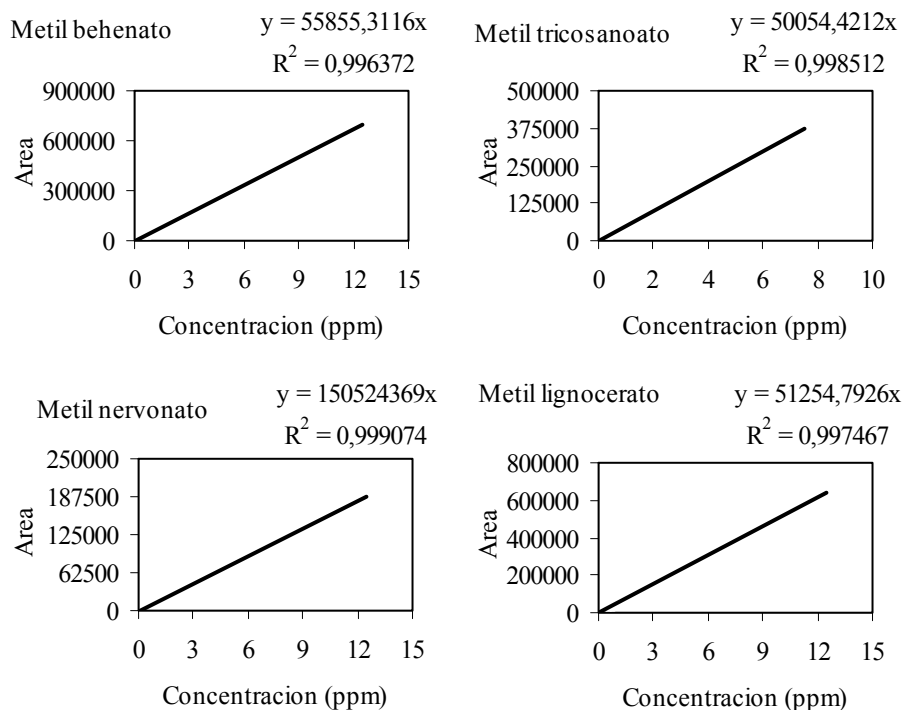 Metil behenato
y = 55855,3116x
R² = 0,996372
900000
600000
300000
0
Area
0 3 6 9 12 15
Concentracion (ppm)
Metil tricosanoato
y = 50054,4212x
R² = 0,998512
500000
375000
250000
125000
0
Area
0 2 4 6 8 10
Concentracion (ppm)
Metil nervonato
y = 150524369x
R² = 0,999074
250000
187500
125000
62500
0
Area
0 3 6 9 12 15
Concentracion (ppm)
Metil lignocerato
y = 51254,7926x
R² = 0,997467
800000
600000
400000
200000
0
Area
0 3 6 9 12 15
Concentracion (ppm)